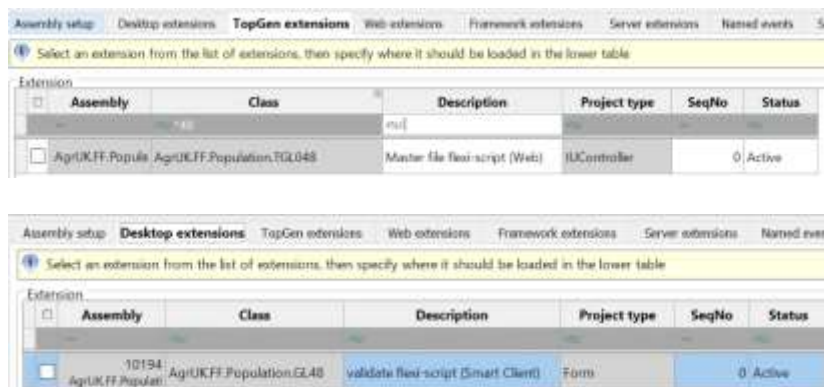 Assembly setup Desktop extensions TopGen extensions Web extensions Framework extensions Server extensions Named events S
Select an extension from the list of extensions, then specify where it should be loaded in the lower table
Extension
Assembly Class Description Project type SeqNo Status
AgrUK.FF.Popula AgrUK.FF.Population.TGL048 Master file flexi-script (Web) IUController 0 Active
Assembly setup Desktop extensions TopGen extensions Web extensions Framework extensions Server extensions Named even
Select an extension from the list of extensions, then specify where it should be loaded in the lower table
Extension
Assembly Class Description Project type SeqNo Status
10194
AgrUK.FF.Populati AgrUK.FF.Population.GL48 validate flexi-script (Smart Client) Form 0 Active